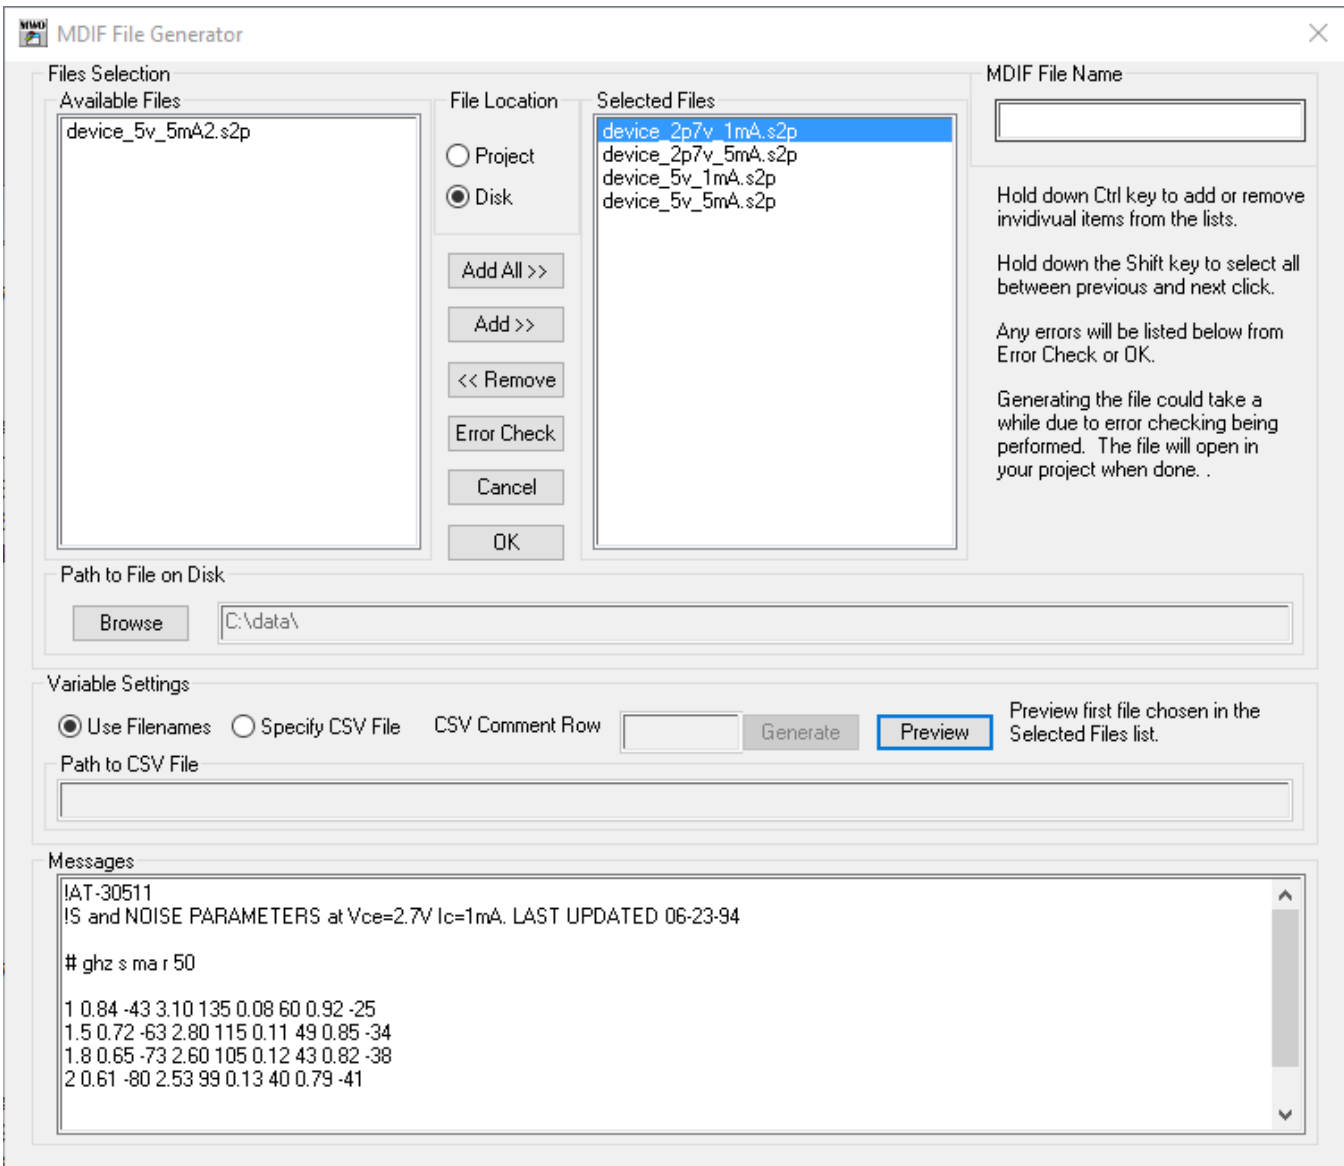 MWO
MDIF File Generator
Files Selection
Available Files
device_5v_5mA2.s2p
File Location
Project
Disk
Add All >>
Add >>
<< Remove
Error Check
Cancel
OK
Selected Files
device_2p7v_1mA.s2p
device_2p7v_5mA.s2p
device_5v_1mA.s2p
device_5v_5mA.s2p
MDIF File Name
Hold down Ctrl key to add or remove
invidivual items from the lists.
Hold down the Shift key to select all
between previous and next click.
Any errors will be listed below from
Error Check or OK.
Generating the file could take a
while due to error checking being
performed.  The file will open in
your project when done. .
Path to File on Disk
Browse
C:\data\
Variable Settings
Use Filenames
Specify CSV File
CSV Comment Row
Generate
Preview
Preview first file chosen in the
Selected Files list.
Path to CSV File
Messages
!AT-30511
!S and NOISE PARAMETERS at Vce=2.7V Ic=1mA. LAST UPDATED 06-23-94
# ghz s ma r 50
1 0.84 -43 3.10 135 0.08 60 0.92 -25
1.5 0.72 -63 2.80 115 0.11 49 0.85 -34
1.8 0.65 -73 2.60 105 0.12 43 0.82 -38
2 0.61 -80 2.53 99 0.13 40 0.79 -41